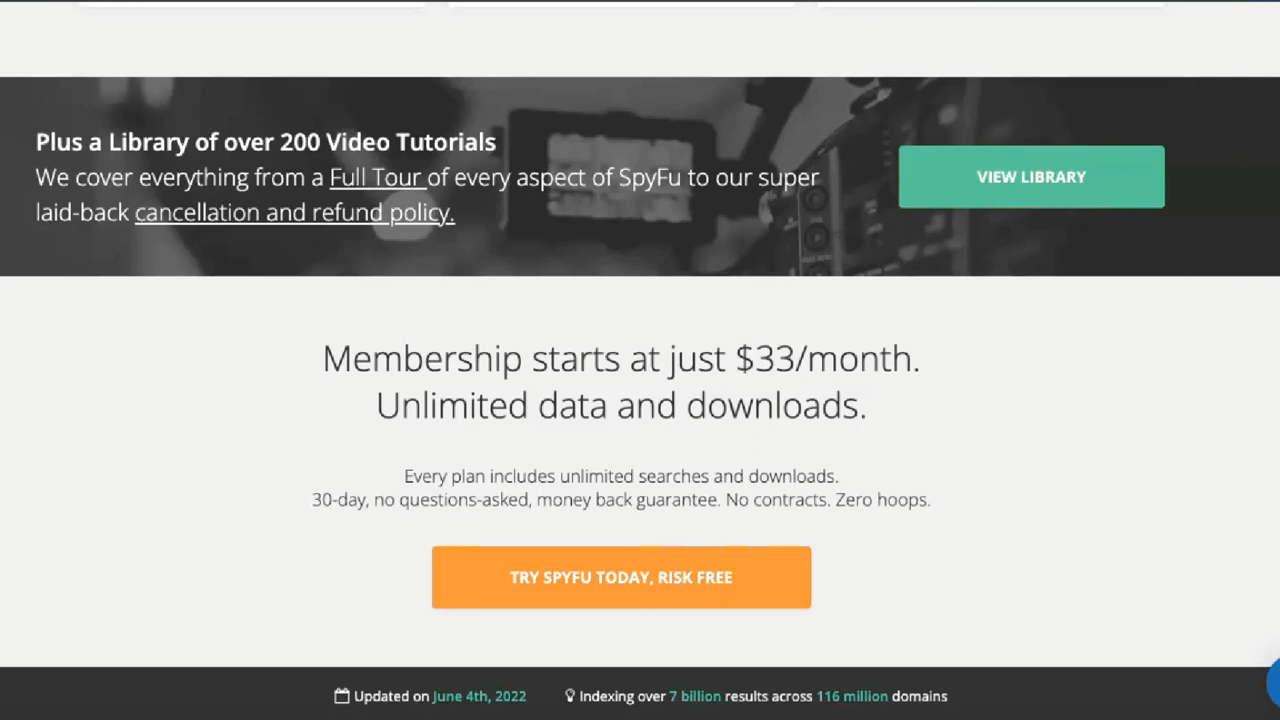 Plus a Library of over 200 Video Tutorials
We cover everything from a Full Tour of every aspect of SpyFu to our super
laid-back cancellation and refund policy.
VIEW LIBRARY
Membership starts at just $33/month.
Unlimited data and downloads.
Every plan includes unlimited searches and downloads.
30-day, no questions-asked, money back guarantee. No contracts. Zero hoops.
TRY SPYFU TODAY, RISK FREE
Updated on June 4th, 2022 Indexing over 7 billion results across 116 million domains